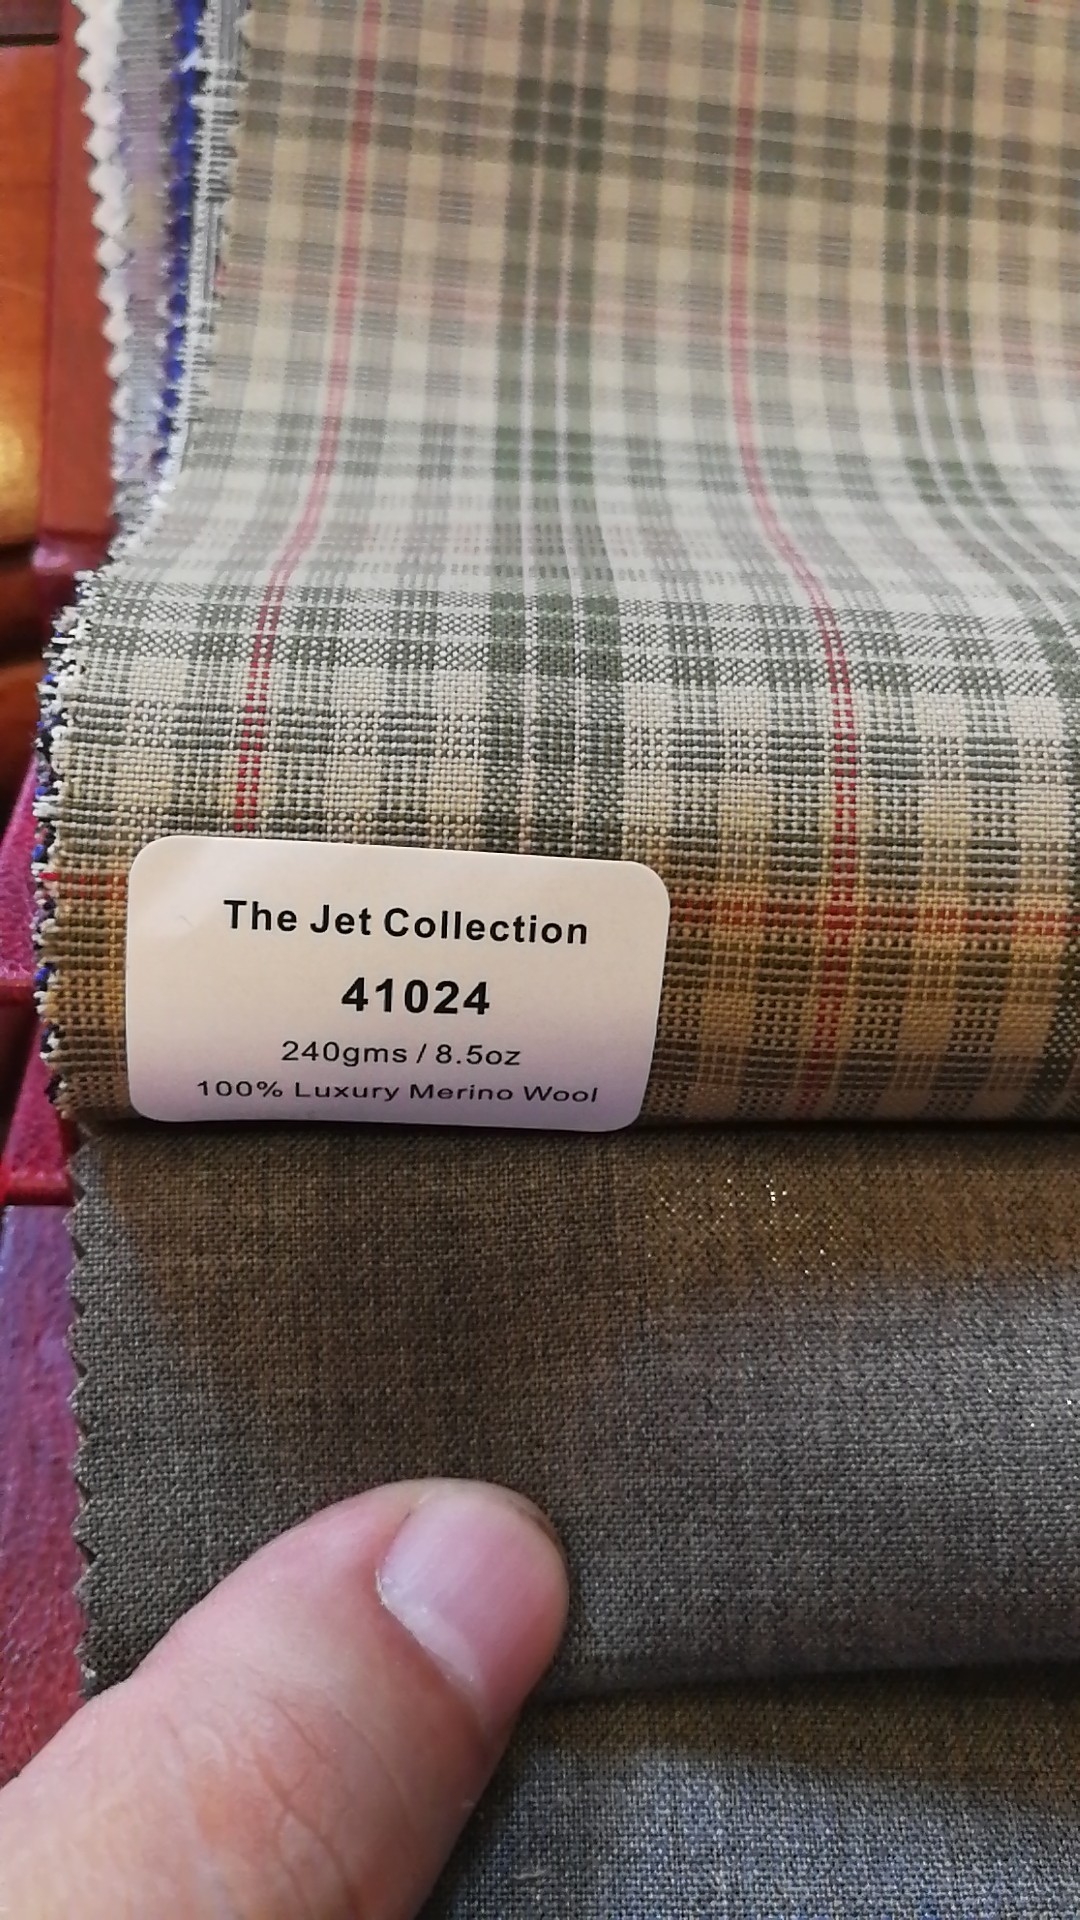 The Jet Collection
41024
240gms / 8.5oz
100% Luxury Merino Wool